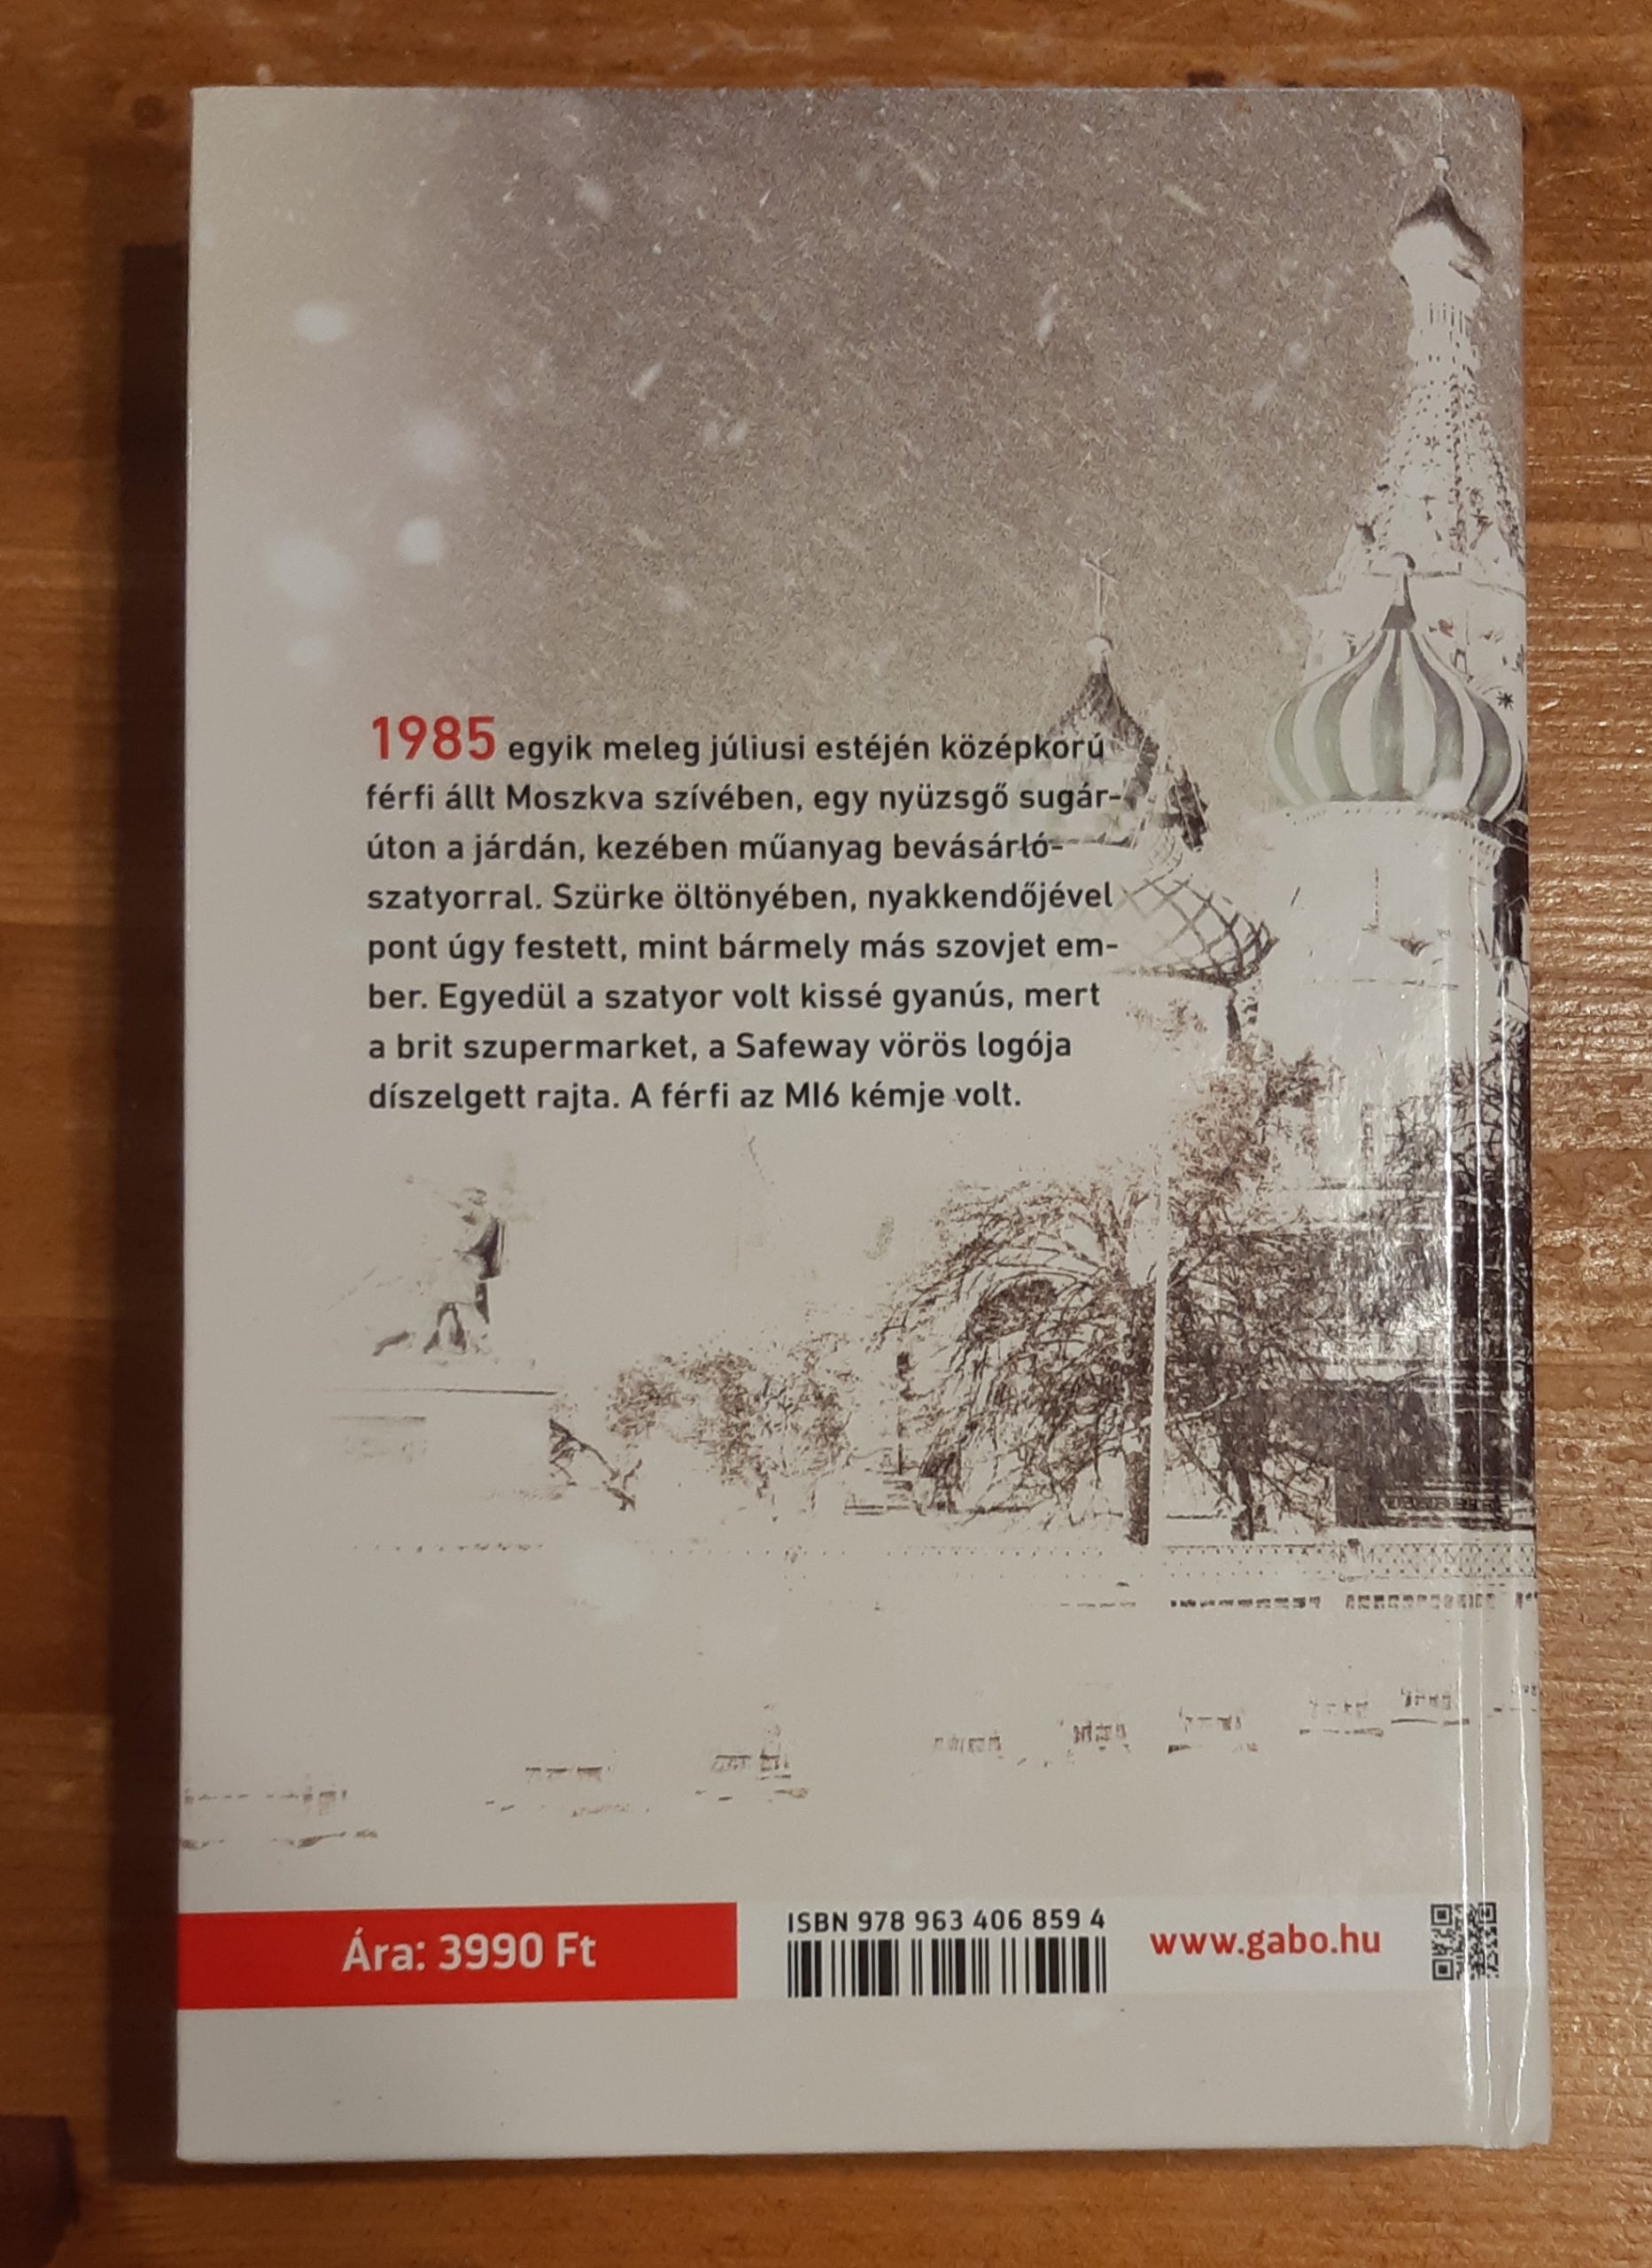 1985 egyik meleg júliusi estéjén középkorú
férfi állt Moszkva szívében, egy nyüzsgő sugár-
úton a járdán, kezében műanyag bevásárló-
szatyorral. Szürke öltönyében, nyakkendőjével
pont úgy festett, mint bármely más szovjet em-
ber. Egyedül a szatyor volt kissé gyanús, mert
a brit szupermarket, a Safeway vörös logója
díszelgett rajta. A férfi az MI6 kémje volt.
Ára: 3990 Ft
ISBN 978 963 406 859 4
www.gabo.hu